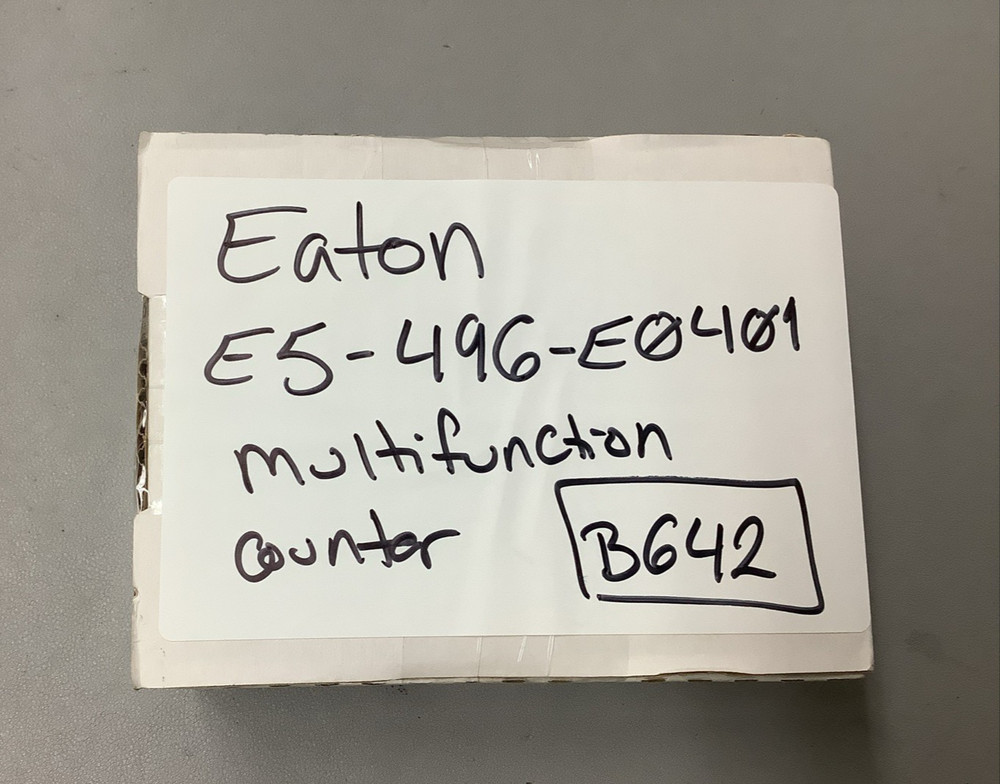 Eaton
E5-496-E0401
multifunction
counter
B642